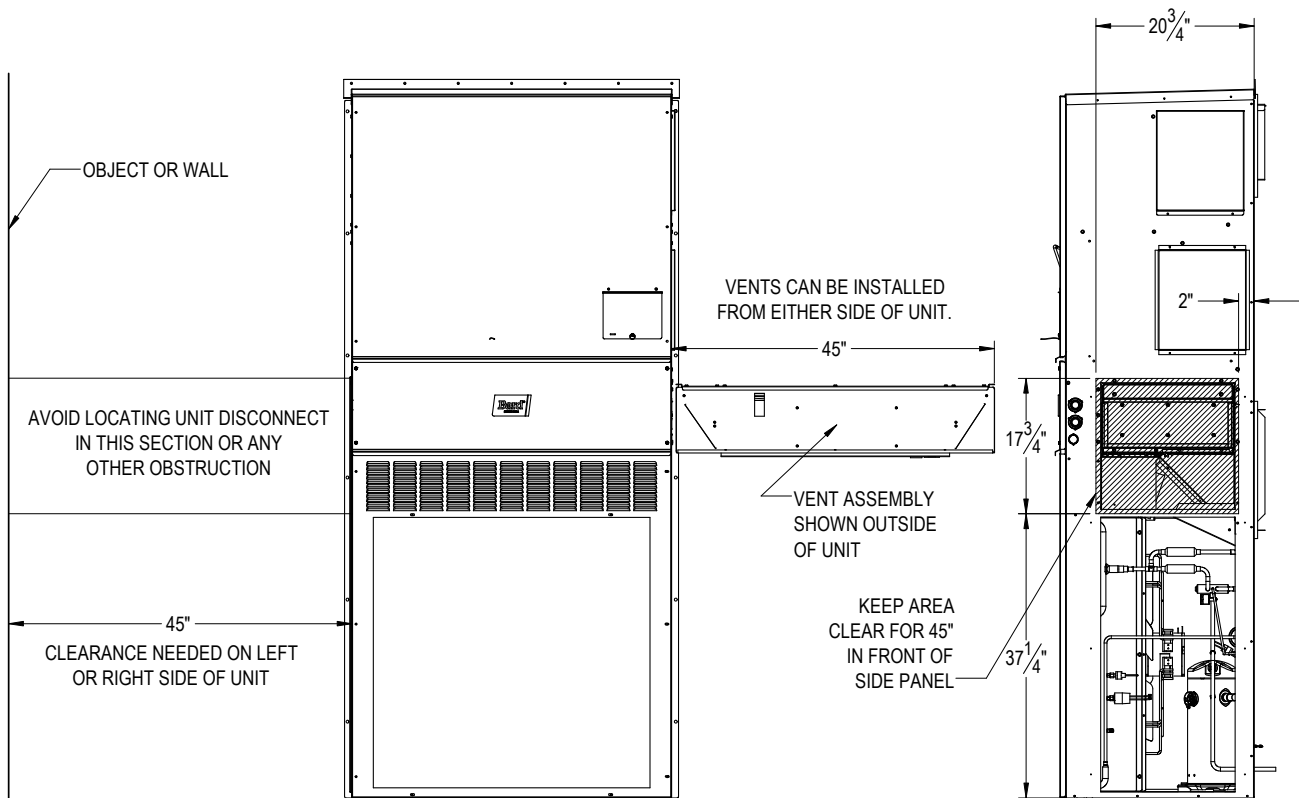 20 3/4"
OBJECT OR WALL
VENTS CAN BE INSTALLED
FROM EITHER SIDE OF UNIT.
45"
2"
AVOID LOCATING UNIT DISCONNECT
IN THIS SECTION OR ANY
OTHER OBSTRUCTION
Bard
17 3/4"
VENT ASSEMBLY
SHOWN OUTSIDE
OF UNIT
KEEP AREA
CLEAR FOR 45"
IN FRONT OF
SIDE PANEL
37 1/4"
45"
CLEARANCE NEEDED ON LEFT
OR RIGHT SIDE OF UNIT